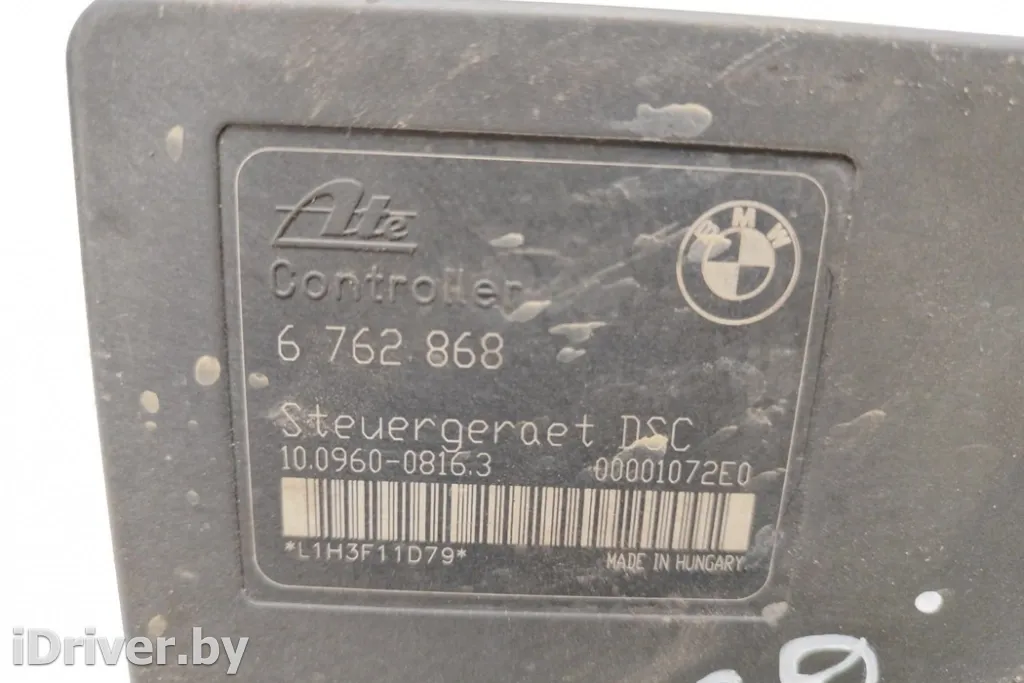 Ate
BMW
Controller
6 762 868
Steuergeraet DSC
10.0960-0816.3 00001072E0
*L1H3F11D79* MADE IN HUNGARY
iDriver.by